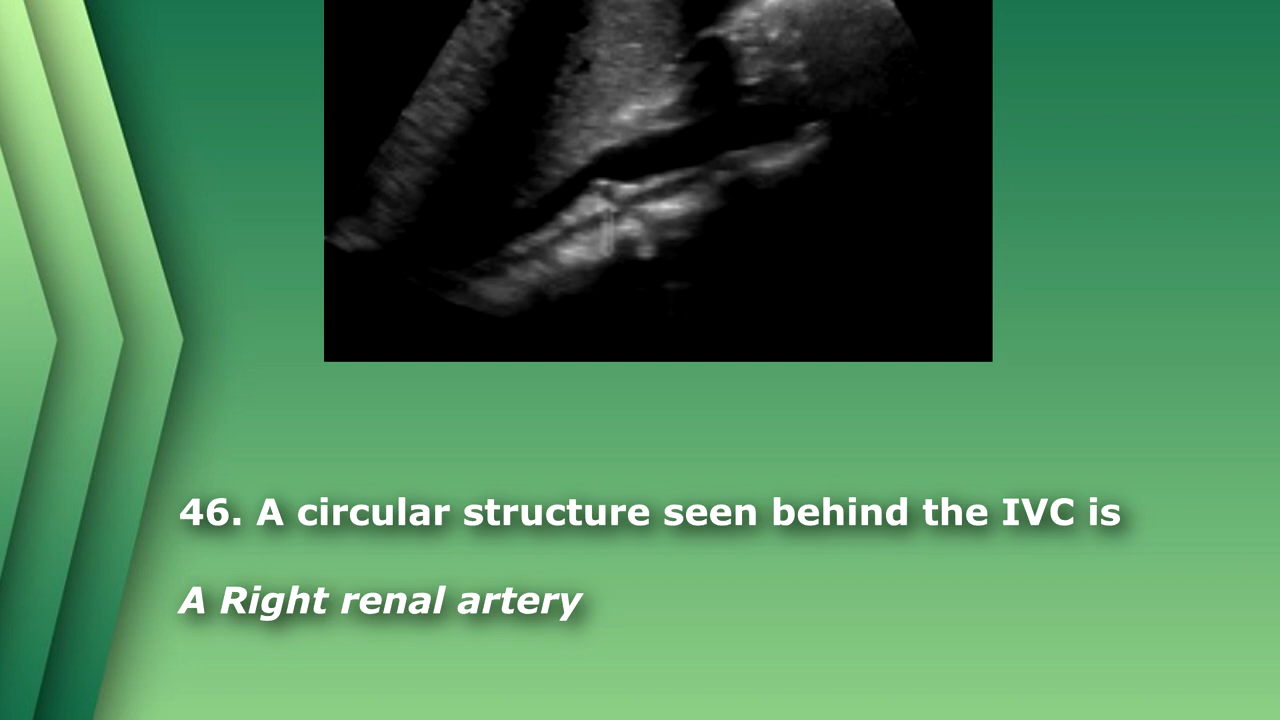 46. A circular structure seen behind the IVC is
A Right renal artery